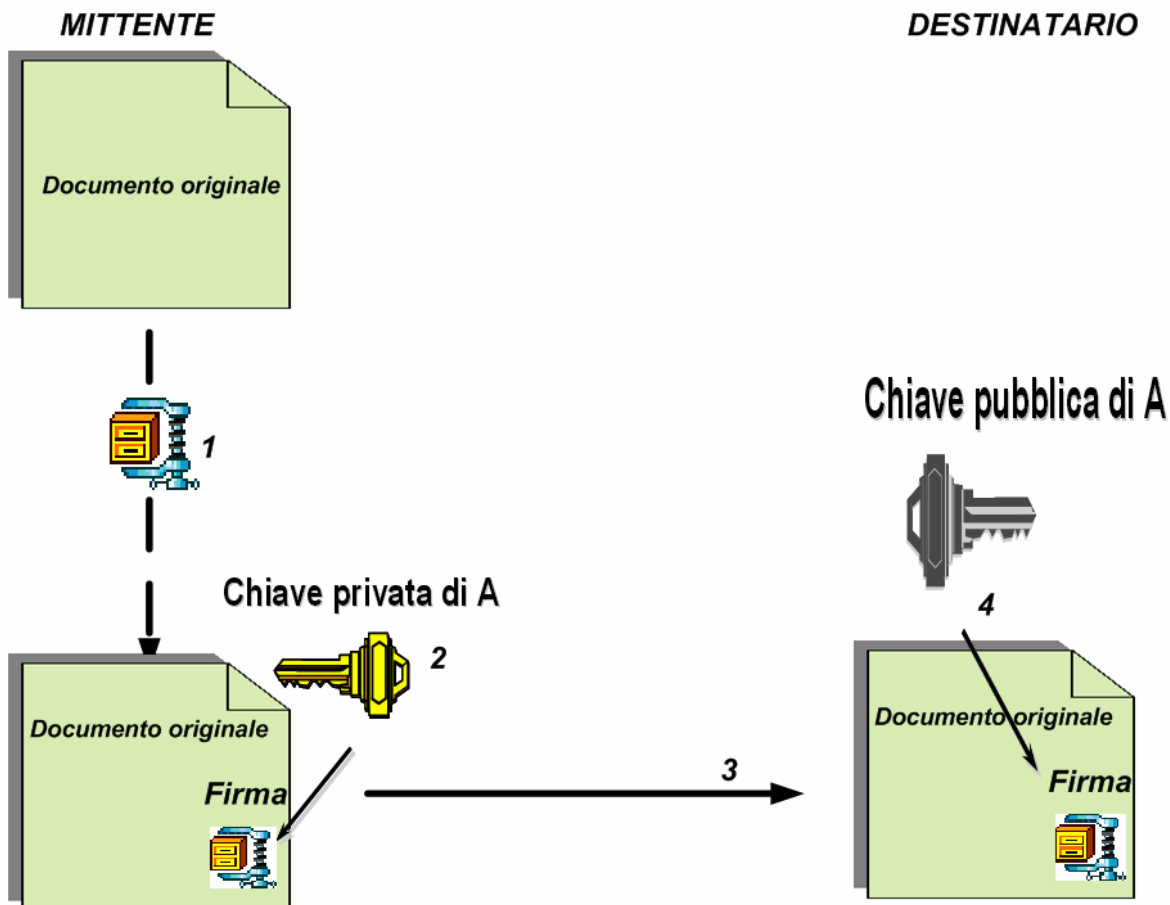 MITTENTE
DESTINATARIO
Documento originale
1
Chiave pubblica di A
Chiave privata di A
2
4
Documento originale
Firma
3
Documento originale
Firma